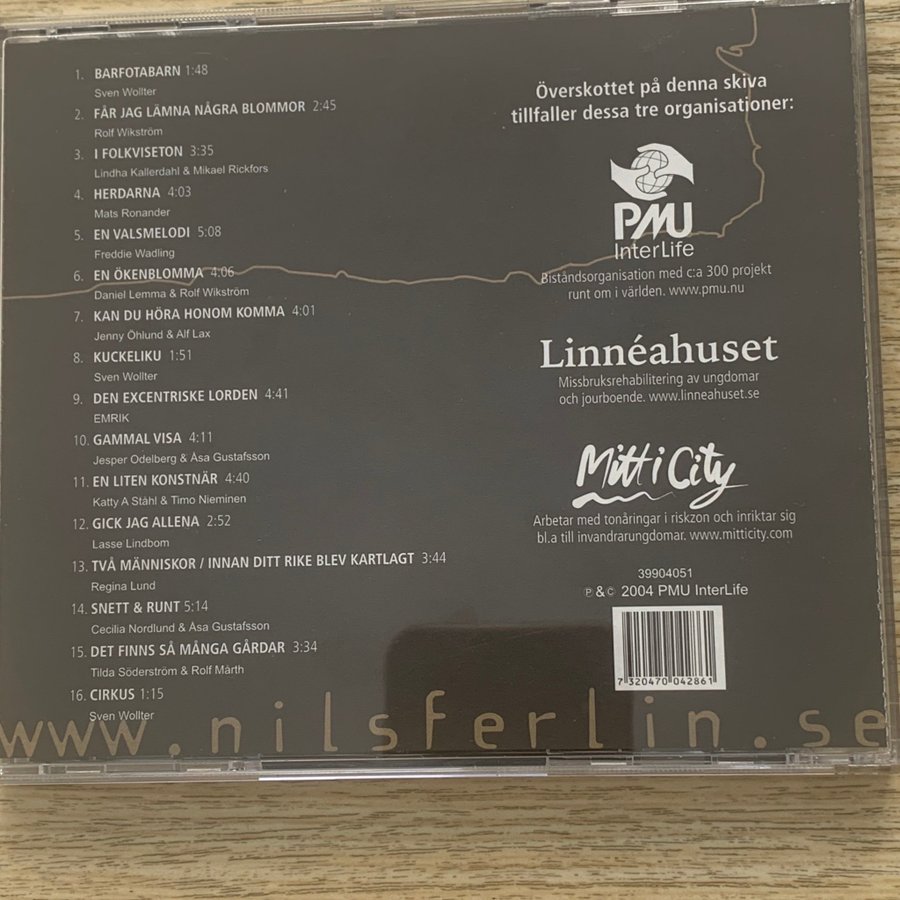 1. BARFOTABARN 1:48
Sven Wollter
2. FÅR JAG LÄMNA NÅGRA BLOMMOR 2:45
Rolf Wikström
3. I FOLKVISETON 3:35
Lindha Kallerdahl & Mikael Rickfors
4. HERDARNA 4:03
Mats Ronander
5. EN VALSMELODI 5:08
Freddie Wadling
6. EN ÖKENBLOMMA 4:06
Daniel Lemma & Rolf Wikström
7. KAN DU HÖRA HONOM KOMMA 4:01
Jenny Öhlund & Alf Lax
8. KUCKELIKU 1:51
Sven Wollter
9. DEN EXCENTRISKE LORDEN 4:41
EMRIK
10. GAMMAL VISA 4:11
Jesper Odelberg & Åsa Gustafsson
11. EN LITEN KONSTNÄR 4:40
Katty A Ståhl & Timo Nieminen
12. GICK JAG ALLENA 2:52
Lasse Lindbom
13. TVÅ MÄNNISKOR / INNAN DITT RIKE BLEV KARTLAGT 3:44
Regina Lund
14. SNETT & RUNT 5:14
Cecilia Nordlund & Åsa Gustafsson
15. DET FINNS SÅ MÅNGA GÅRDAR 3:34
Tilda Söderström & Rolf Mårth
16. CIRKUS 1:15
Sven Wollter
Överskottet på denna skiva
tillfaller dessa tre organisationer:
PMU
InterLife
Biståndsorganisation med c:a 300 projekt
runt om i världen. www.pmu.nu
Linnéahuset
Missbruksrehabilitering av ungdomar
och jourboende. www.linneahuset.se
Mitt i City
Arbetar med tonåringar i riskzon och inriktar sig
bl.a till invandrarungdomar. www.mitticity.com
39904051
℗ & © 2004 PMU InterLife
7 320470 042861
www.nilsferlin.se